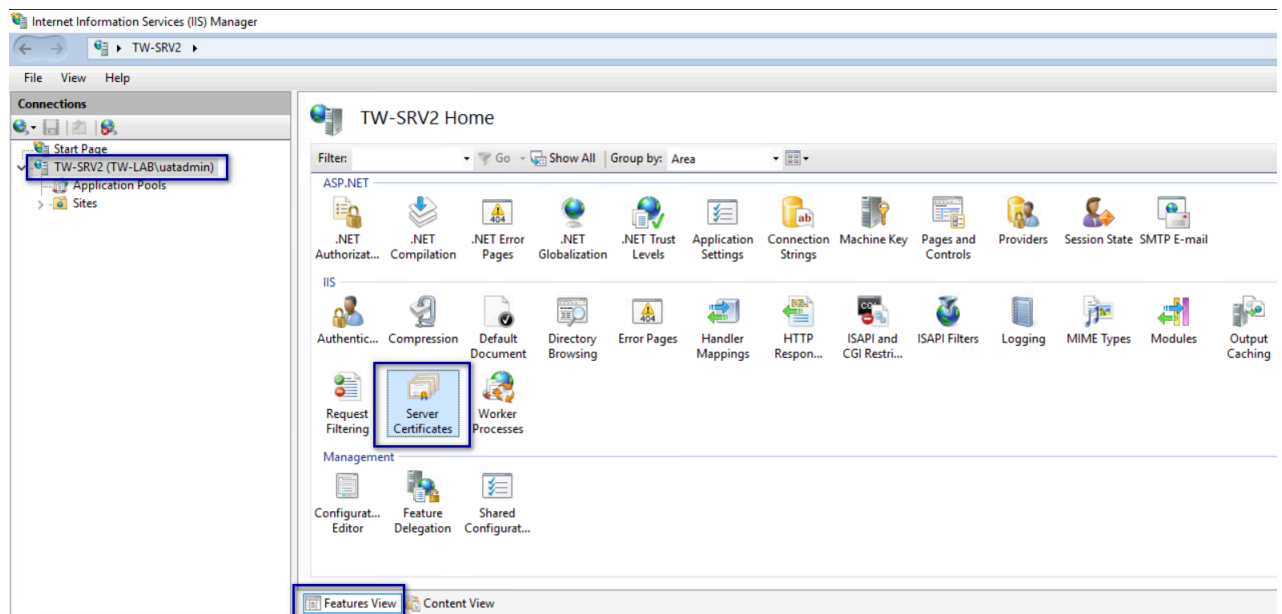 Internet Information Services (IIS) Manager
TW-SRV2
File View Help
Connections
Start Page
TW-SRV2 (TW-LAB\uatadmin)
Application Pools
Sites
TW-SRV2 Home
Filter: Go Show All Group by: Area
ASP.NET
.NET Authorizat...
.NET Compilation
.NET Error Pages
.NET Globalization
.NET Trust Levels
Application Settings
Connection Strings
Machine Key
Pages and Controls
Providers
Session State
SMTP E-mail
IIS
Authentic...
Compression
Default Document
Directory Browsing
Error Pages
Handler Mappings
HTTP Respon...
ISAPI and CGI Restri...
ISAPI Filters
Logging
MIME Types
Modules
Output Caching
Request Filtering
Server Certificates
Worker Processes
Management
Configurat... Editor
Feature Delegation
Shared Configurat...
Features View
Content View